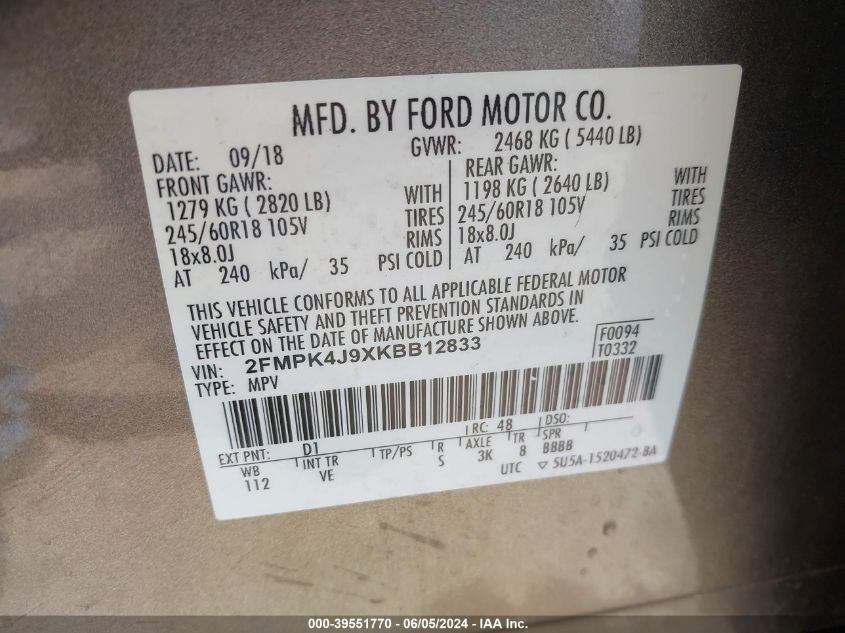 MFD. BY FORD MOTOR CO.
DATE: 09/18 GVWR: 2468 KG ( 5440 LB)
FRONT GAWR: REAR GAWR:
1279 KG ( 2820 LB) WITH 1198 KG ( 2640 LB) WITH
245/60R18 105V TIRES 245/60R18 105V TIRES
18x8.0J RIMS 18x8.0J RIMS
AT 240 kPa/ 35 PSI COLD AT 240 kPa/ 35 PSI COLD
THIS VEHICLE CONFORMS TO ALL APPLICABLE FEDERAL MOTOR
VEHICLE SAFETY AND THEFT PREVENTION STANDARDS IN
EFFECT ON THE DATE OF MANUFACTURE SHOWN ABOVE.
VIN: 2FMPK4J9XKBB12833 F0094
TYPE: MPV T0332
EXT PNT: D1 RC: 48 DSO:
WB INT TR TP/PS R AXLE TR SPR
112 VE S 3K 8 BBBB
UTC ▽ 5U5A-1520472-BA
000-39551770 - 06/05/2024 - IAA Inc.